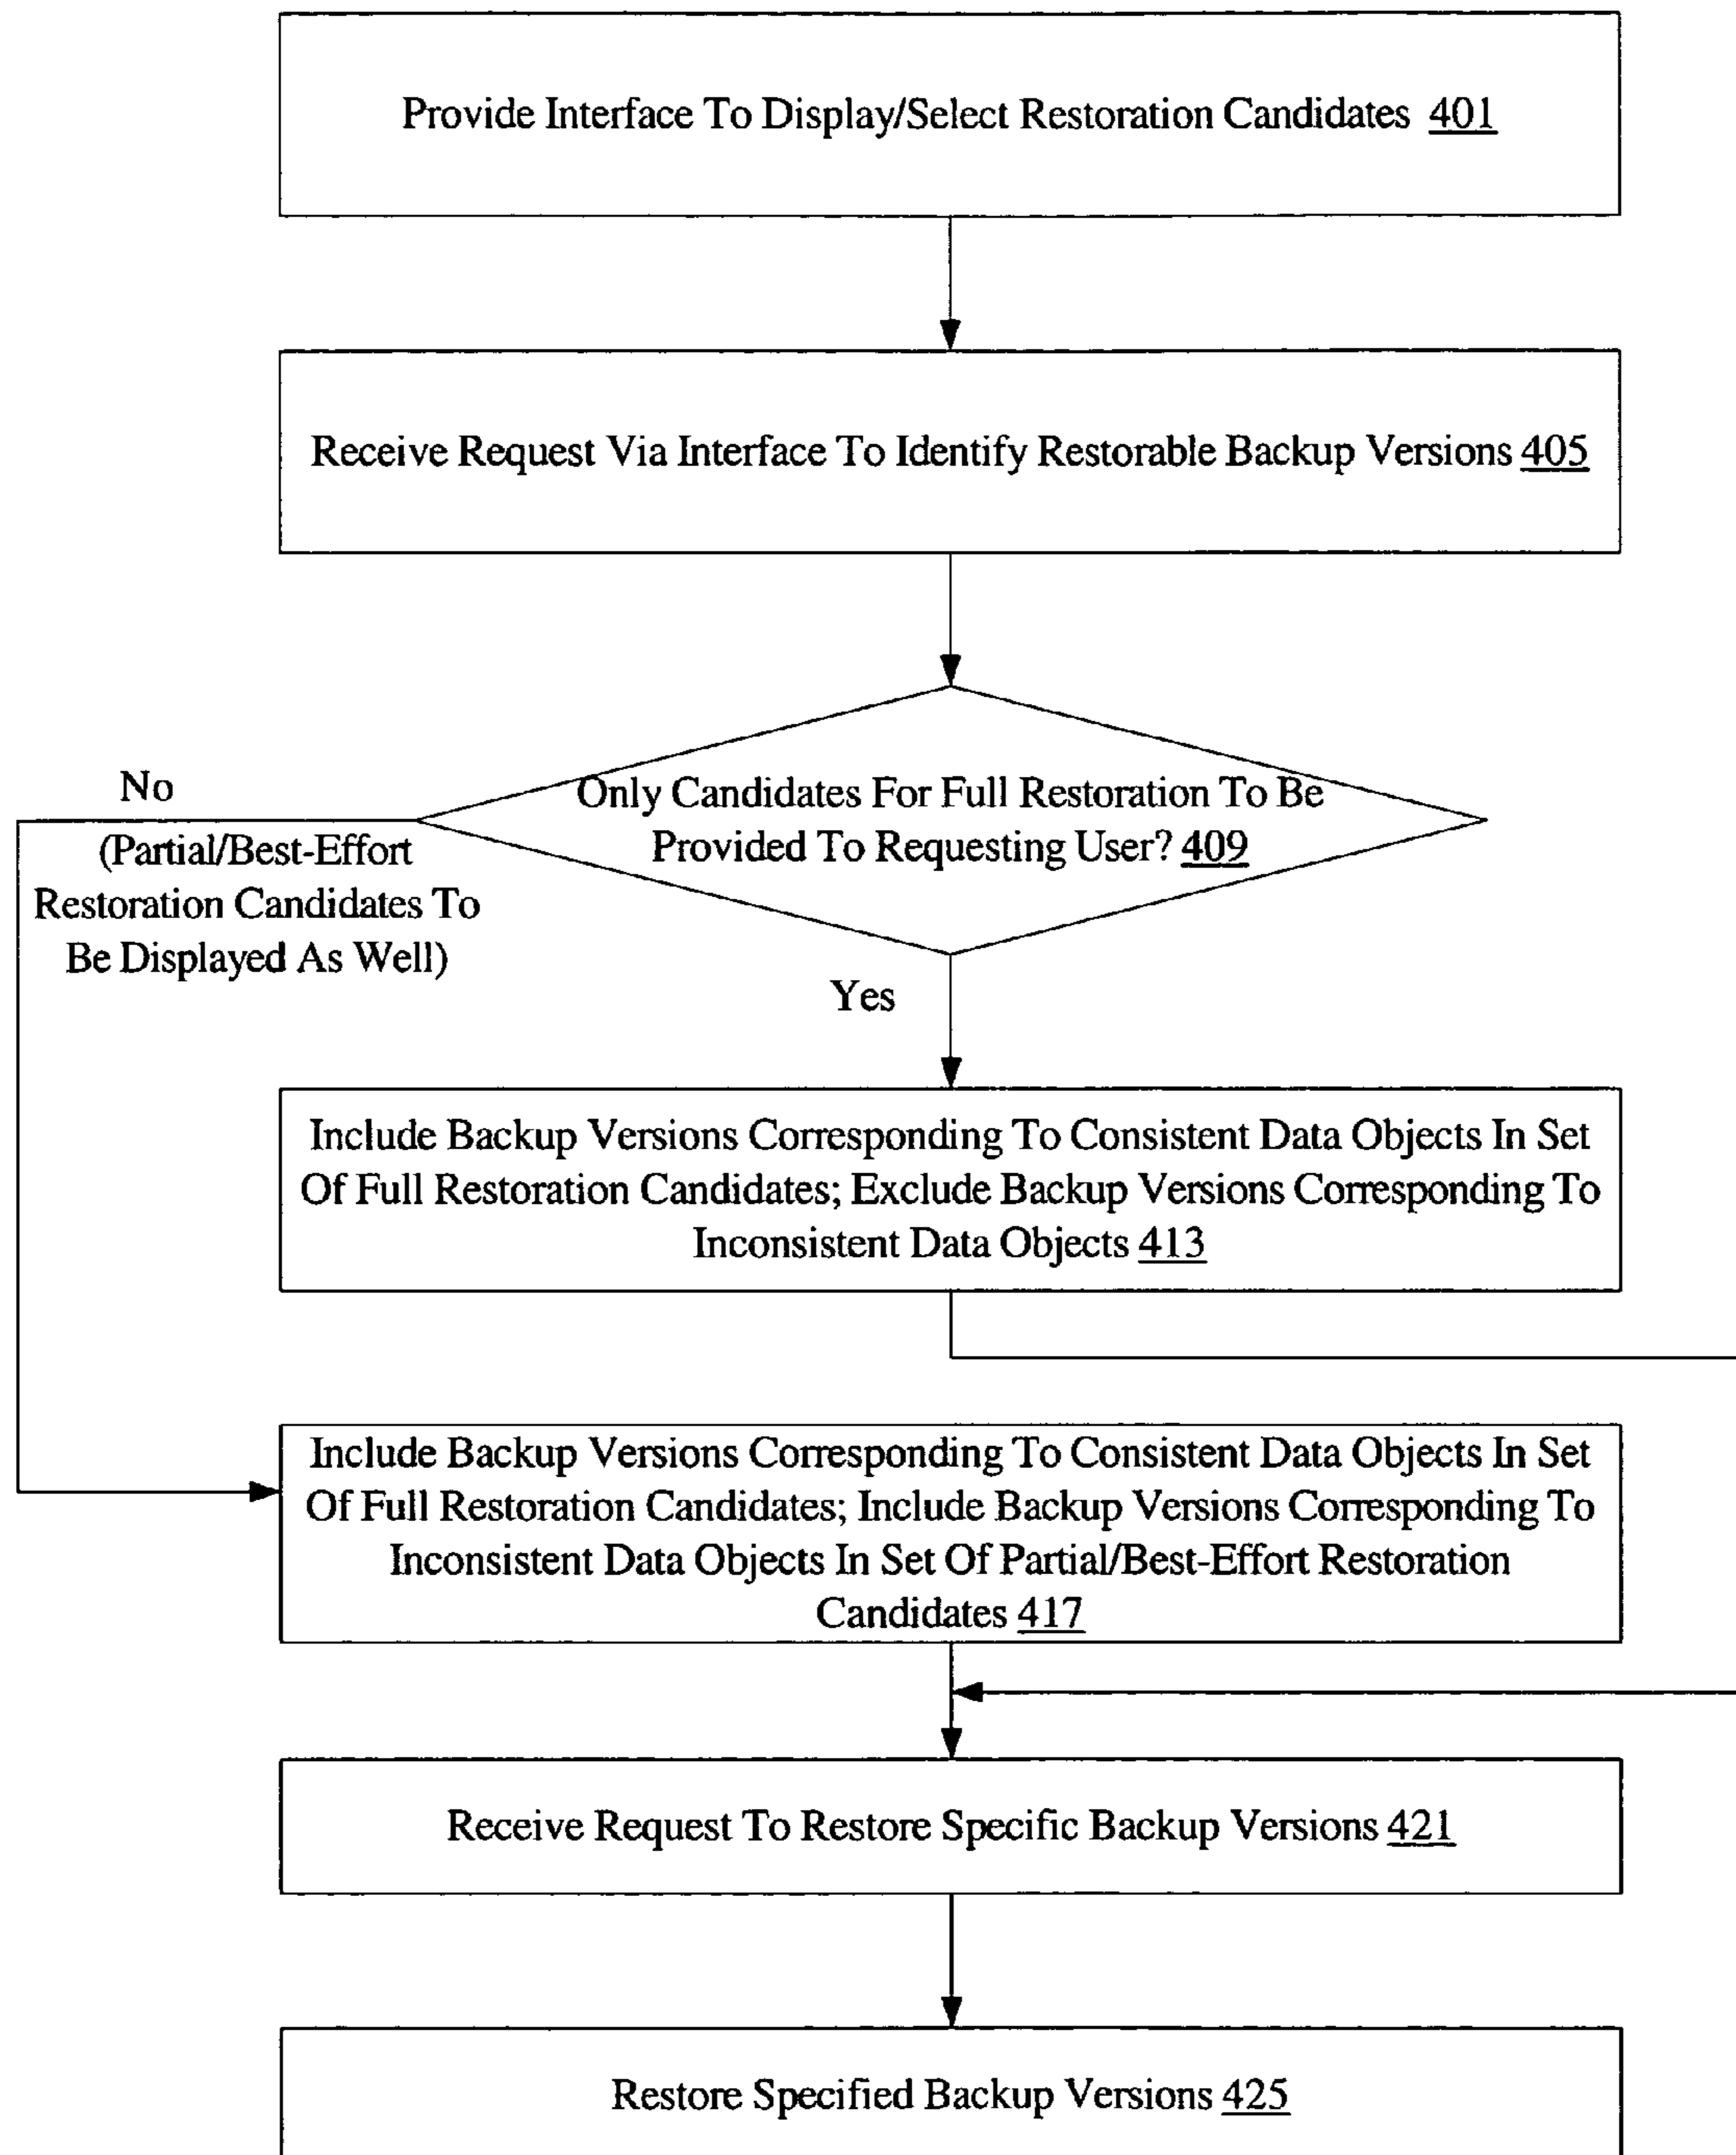 Provide Interface To Display/Select Restoration Candidates 401
Receive Request Via Interface To Identify Restorable Backup Versions 405
Only Candidates For Full Restoration To Be
Provided To Requesting User? 409
No
(Partial/Best-Effort
Restoration Candidates To
Be Displayed As Well)
Yes
Include Backup Versions Corresponding To Consistent Data Objects In Set
Of Full Restoration Candidates; Exclude Backup Versions Corresponding To
Inconsistent Data Objects 413
Include Backup Versions Corresponding To Consistent Data Objects In Set
Of Full Restoration Candidates; Include Backup Versions Corresponding To
Inconsistent Data Objects In Set Of Partial/Best-Effort Restoration
Candidates 417
Receive Request To Restore Specific Backup Versions 421
Restore Specified Backup Versions 425